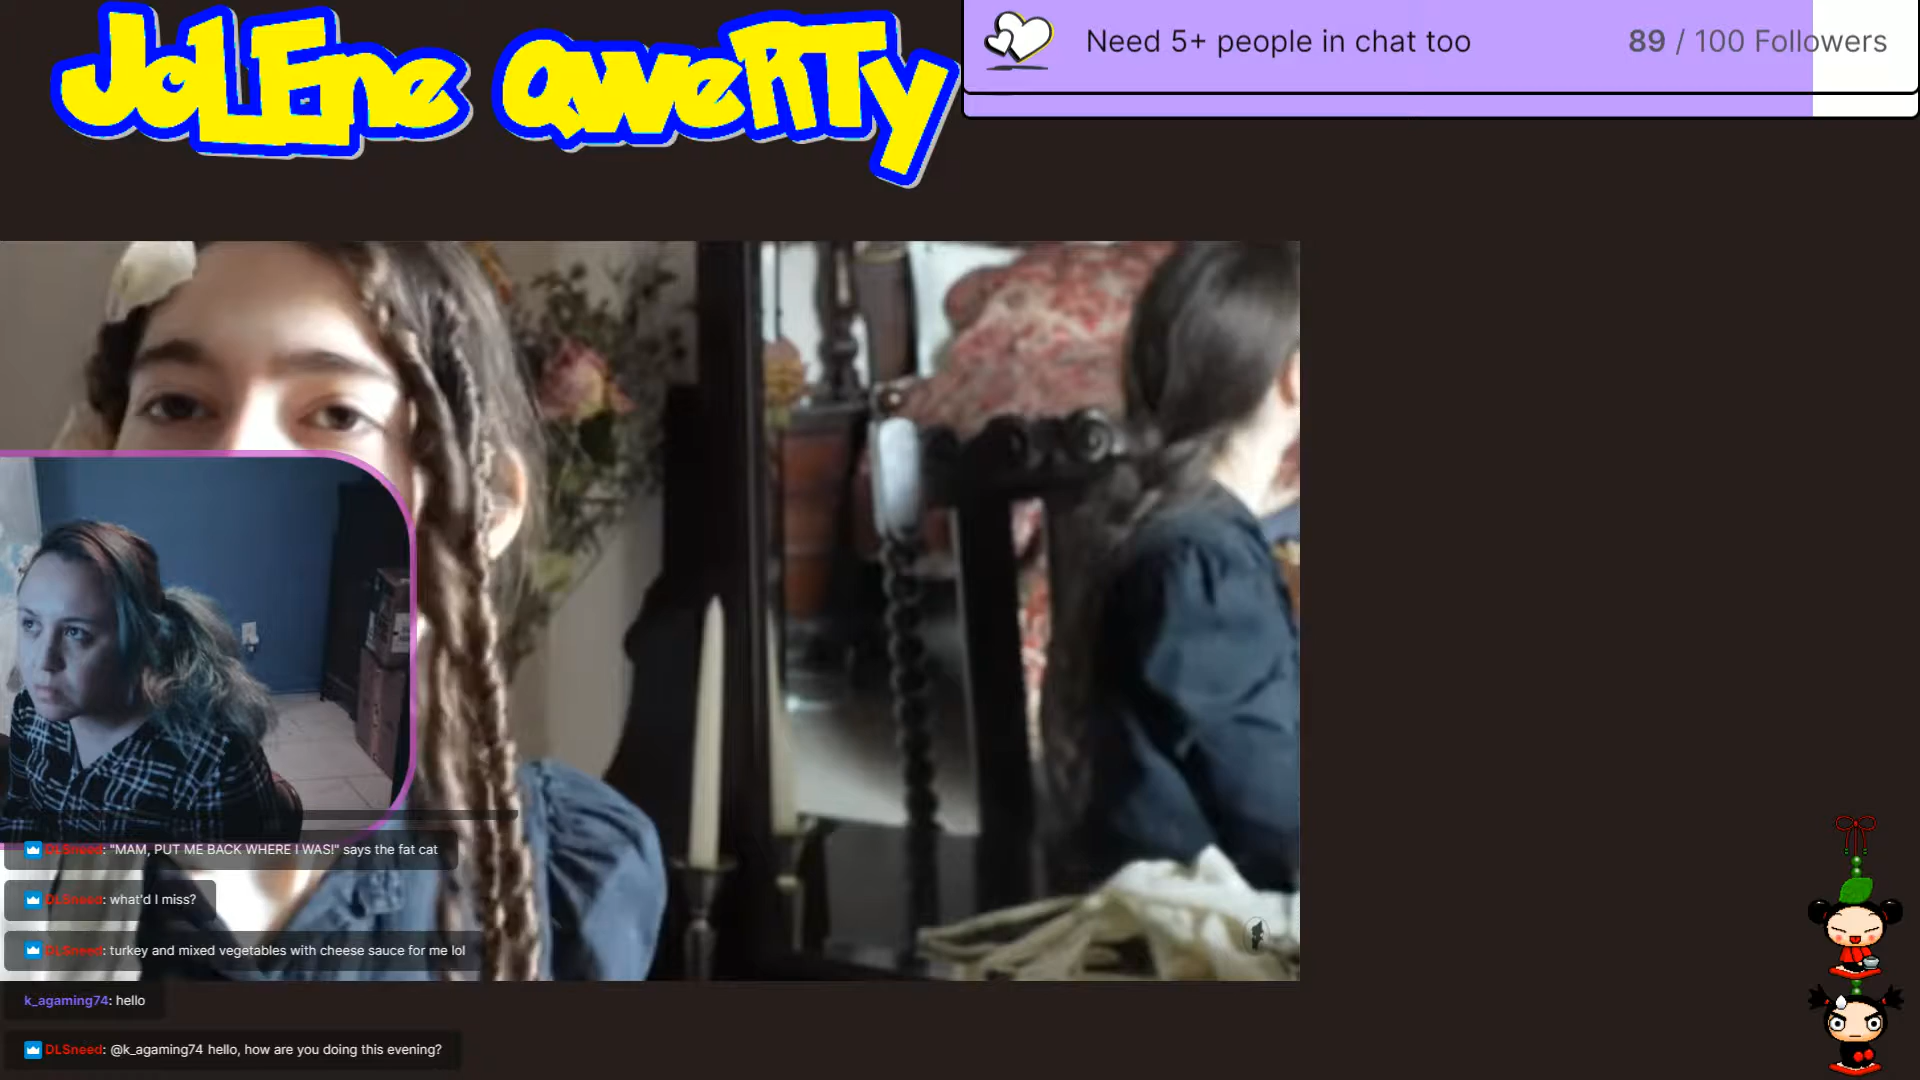 JoLEne QweRTy
Need 5+ people in chat too
89 / 100 Followers
DLSneed: "MAM, PUT ME BACK WHERE I WAS!" says the fat cat
DLSneed: what'd I miss?
DLSneed: turkey and mixed vegetables with cheese sauce for me lol
k_agaming74: hello
DLSneed: @k_agaming74 hello, how are you doing this evening?